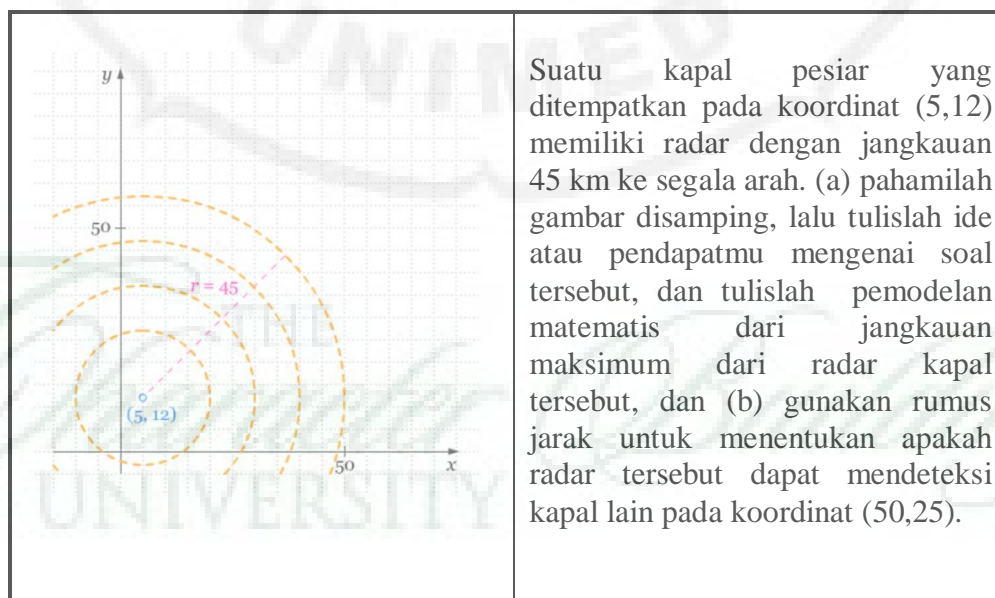 UNIMED
y
50
r = 45
THE
(5, 12)
50
x
UNIVERSITY
Suatu kapal pesiar yang
ditempatkan pada koordinat (5,12)
memiliki radar dengan jangkauan
45 km ke segala arah. (a) pahamilah
gambar disamping, lalu tulislah ide
atau pendapatmu mengenai soal
tersebut, dan tulislah pemodelan
matematis dari jangkauan
maksimum dari radar kapal
tersebut, dan (b) gunakan rumus
jarak untuk menentukan apakah
radar tersebut dapat mendeteksi
kapal lain pada koordinat (50,25).